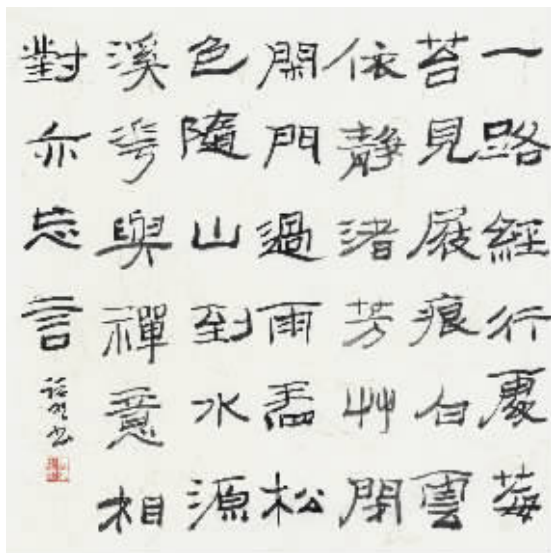 一路經行處莓
苔見屐痕白雲
依靜渚芳艸閉
閑門過雨看松
色隨山到水源
溪花與禪意相
對亦忘言